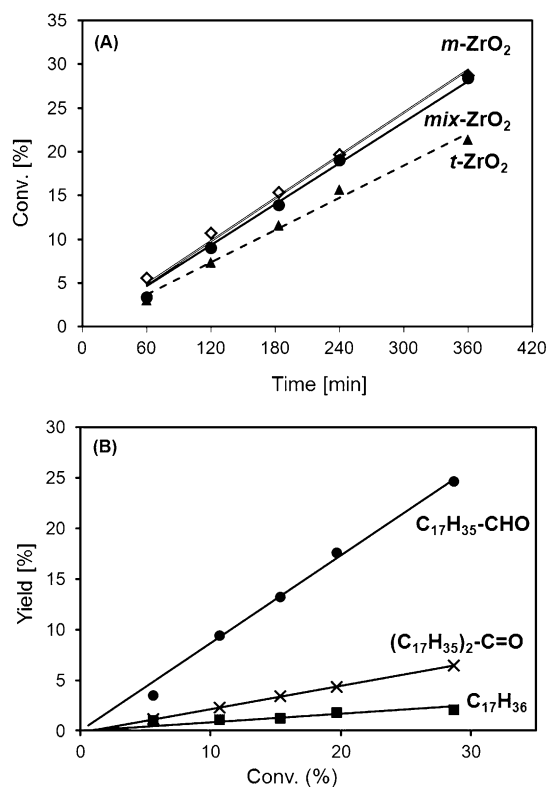 (A)
m-ZrO₂
mix-ZrO₂
t-ZrO₂
Conv. [%]
35
30
25
20
15
10
5
0
0 60 120 180 240 300 360 420
Time [min]
(B)
C₁₇H₃₅-CHO
(C₁₇H₃₅)₂-C=O
C₁₇H₃₆
Yield [%]
30
25
20
15
10
5
0
0 10 20 30
Conv. (%)